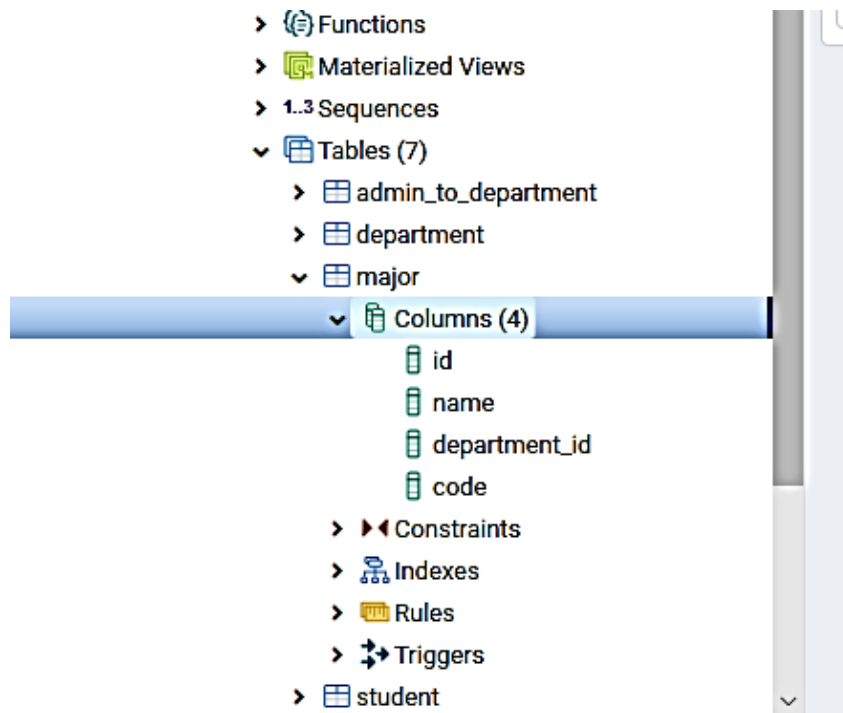 Functions
Materialized Views
1..3 Sequences
Tables (7)
admin_to_department
department
major
Columns (4)
id
name
department_id
code
Constraints
Indexes
Rules
Triggers
student